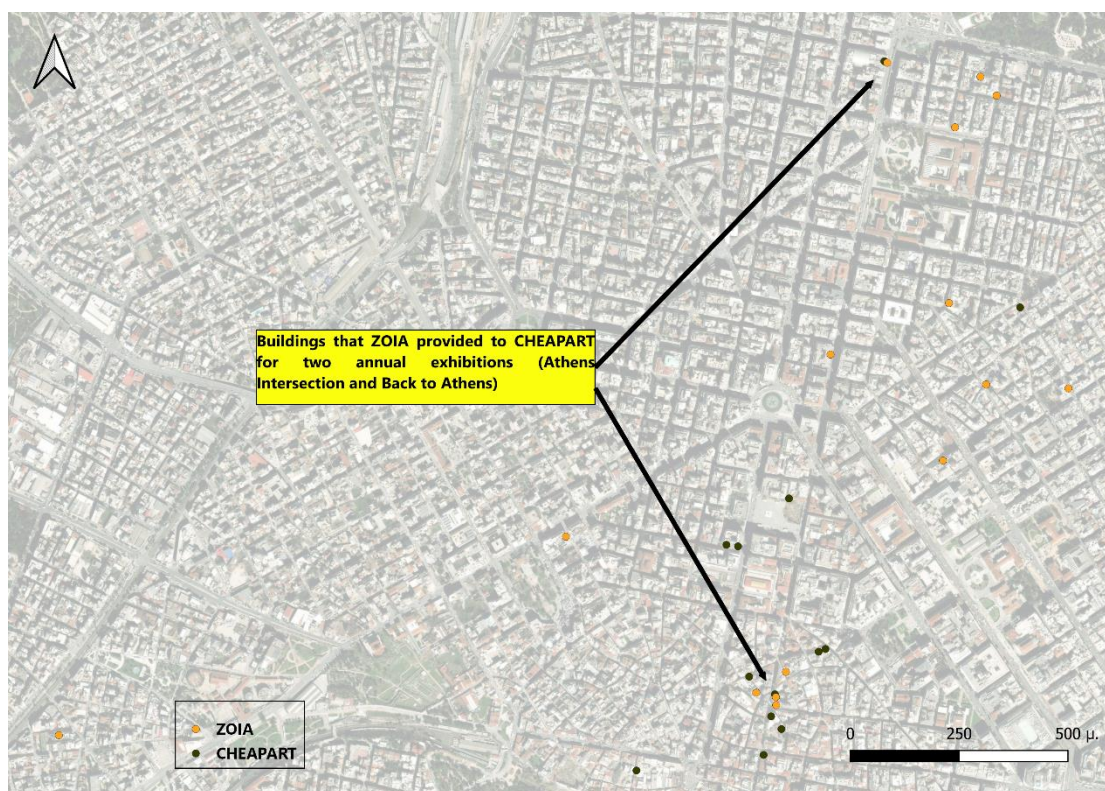 Buildings that ZOIA provided to CHEAPART
for two annual exhibitions (Athens
Intersection and Back to Athens)
ZOIA
CHEAPART
0 250 500 μ.